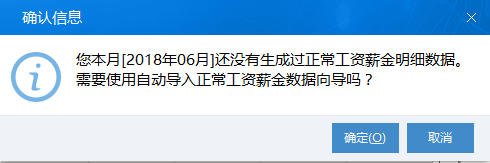 确认信息
您本月[2018年06月]还没有生成过正常工资薪金明细数据。
需要使用自动导入正常工资薪金数据向导吗？
确定(O)
取消